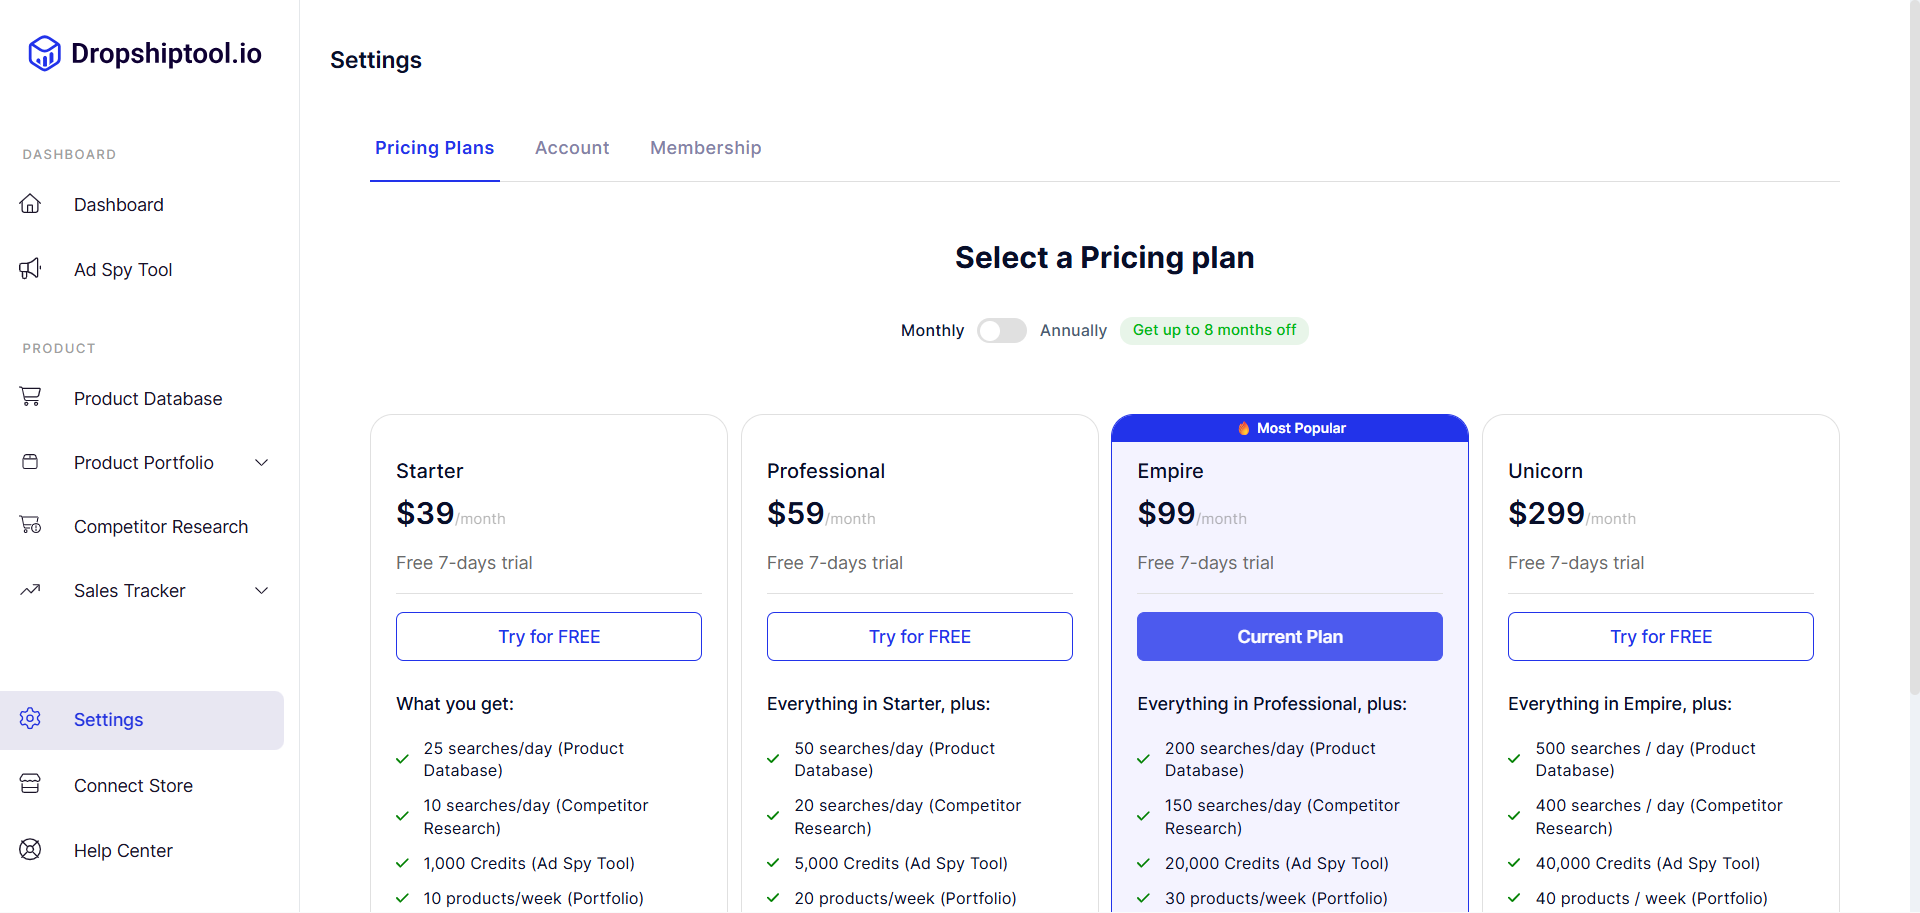 Dropshiptool.io
DASHBOARD
Dashboard
Ad Spy Tool
PRODUCT
Product Database
Product Portfolio
Competitor Research
Sales Tracker
Settings
Connect Store
Help Center
Settings
Pricing Plans
Account
Membership
Select a Pricing plan
Monthly
Annually
Get up to 8 months off
Starter
$39/month
Free 7-days trial
Try for FREE
What you get:
25 searches/day (Product
Database)
10 searches/day (Competitor
Research)
1,000 Credits (Ad Spy Tool)
10 products/week (Portfolio)
Professional
$59/month
Free 7-days trial
Try for FREE
Everything in Starter, plus:
50 searches/day (Product
Database)
20 searches/day (Competitor
Research)
5,000 Credits (Ad Spy Tool)
20 products/week (Portfolio)
Most Popular
Empire
$99/month
Free 7-days trial
Current Plan
Everything in Professional, plus:
200 searches/day (Product
Database)
150 searches/day (Competitor
Research)
20,000 Credits (Ad Spy Tool)
30 products/week (Portfolio)
Unicorn
$299/month
Free 7-days trial
Try for FREE
Everything in Empire, plus:
500 searches / day (Product
Database)
400 searches / day (Competitor
Research)
40,000 Credits (Ad Spy Tool)
40 products / week (Portfolio)